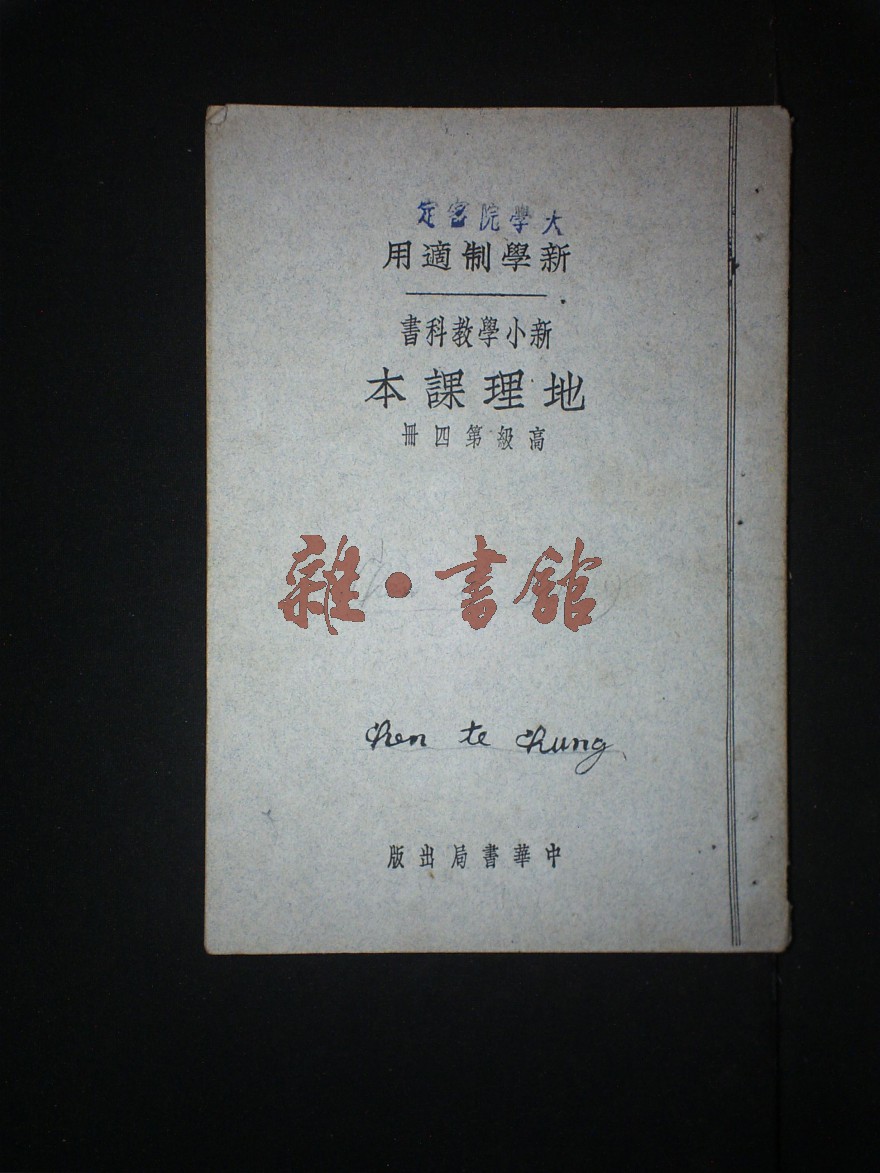 大學院審定
新學制適用
新小學教科書
地理課本
高級第四冊
雜·書館
Chen te Chung
中華書局出版